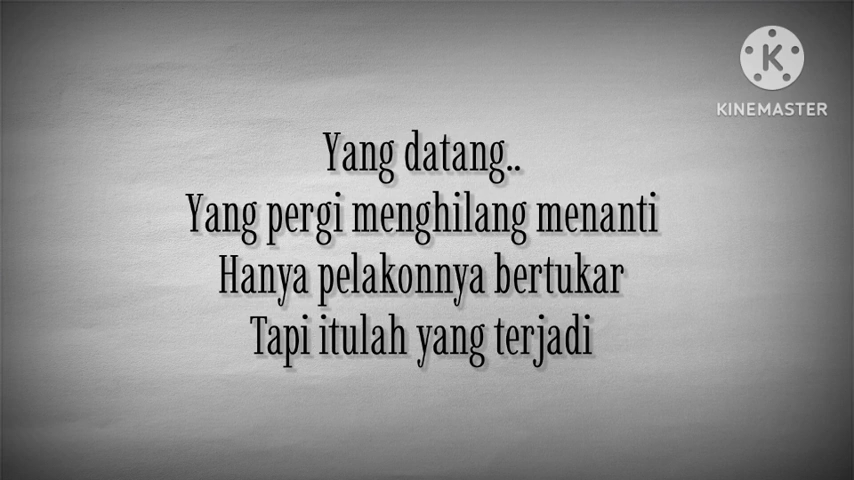 KINEMASTER
Yang datang..
Yang pergi menghilang menanti
Hanya pelakonnya bertukar
Tapi itulah yang terjadi